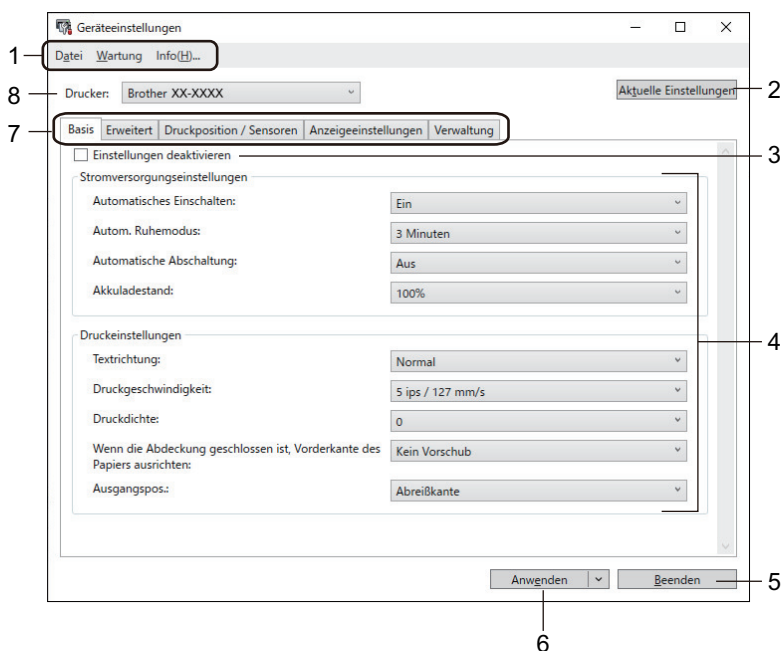 Geräteeinstellungen
1
Datei Wartung Info(H)...
8
Drucker: Brother XX-XXXX
Aktuelle Einstellungen
2
7
Basis Erweitert Druckposition / Sensoren Anzeigeeinstellungen Verwaltung
Einstellungen deaktivieren
3
Stromversorgungseinstellungen
Automatisches Einschalten: Ein
Autom. Ruhemodus: 3 Minuten
Automatische Abschaltung: Aus
Akkuladestand: 100%
4
Druckeinstellungen
Textrichtung: Normal
Druckgeschwindigkeit: 5 ips / 127 mm/s
Druckdichte: 0
Wenn die Abdeckung geschlossen ist, Vorderkante des Kein Vorschub
Papiers ausrichten:
Ausgangspos.: Abreißkante
Anwenden Beenden
5
6